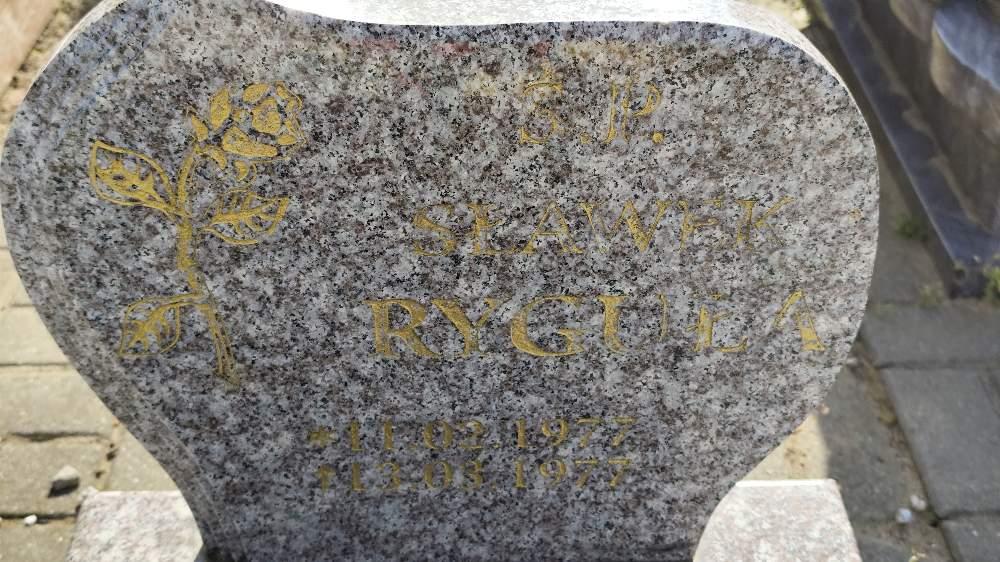 Ś.P.
SŁAWEK
RYGUŁA
*11.02.1977
†13.03.1977